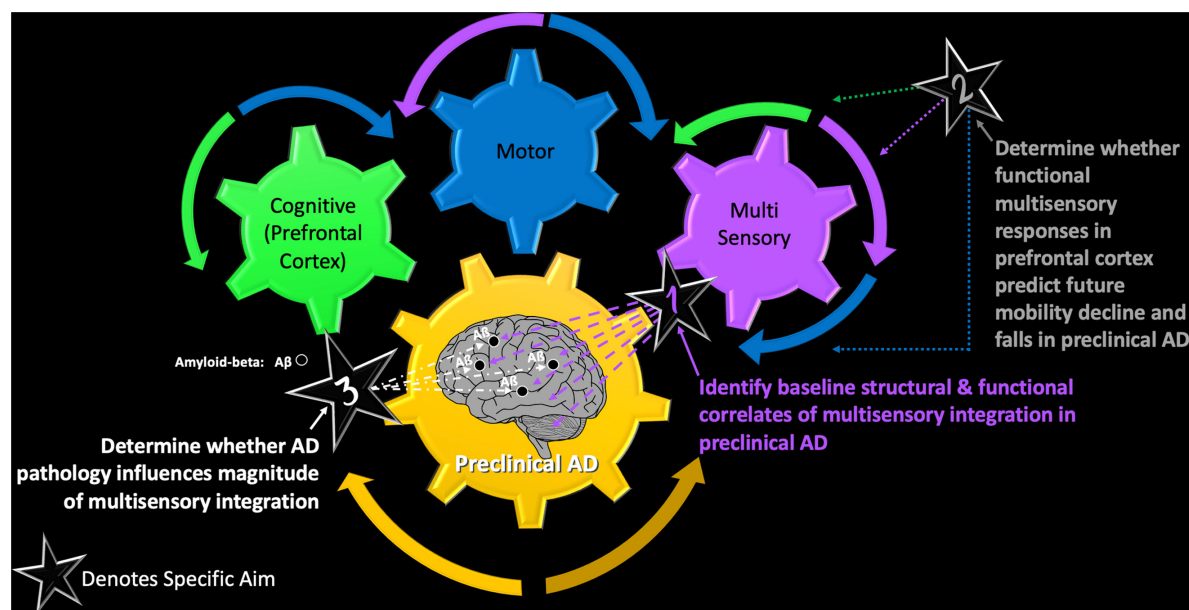 Motor
Cognitive
(Prefrontal
Cortex)
Multi
Sensory
2
Determine whether
functional
multisensory
responses in
prefrontal cortex
predict future
mobility decline and
falls in preclinical AD
1
Identify baseline structural & functional
correlates of multisensory integration in
preclinical AD
Aβ
Aβ
Aβ
Aβ
Preclinical AD
Amyloid-beta: Aβ
3
Determine whether AD
pathology influences magnitude
of multisensory integration
Denotes Specific Aim